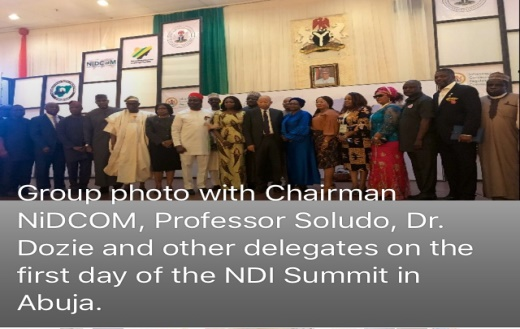 NiDCOM
Group photo with Chairman
NiDCOM, Professor Soludo, Dr.
Dozie and other delegates on the
first day of the NDI Summit in
Abuja.